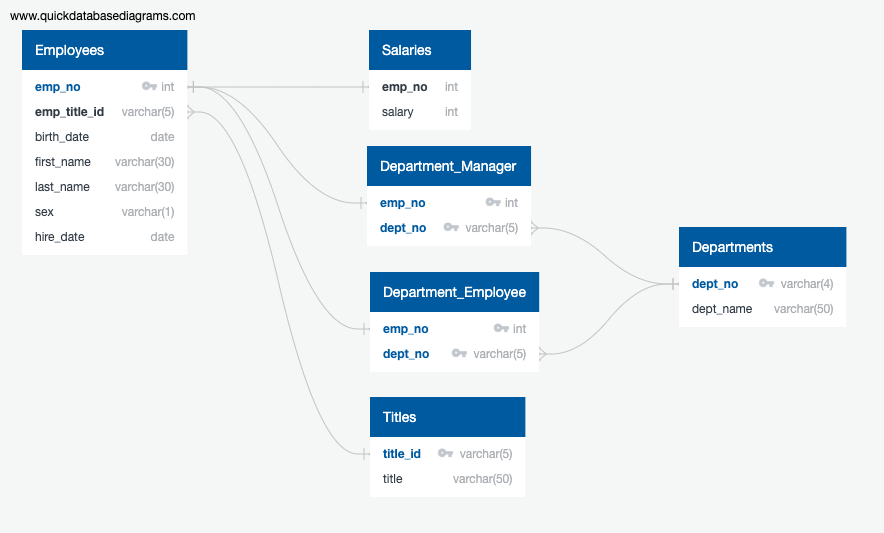 www.quickdatabasediagrams.com
Employees
emp_no int
emp_title_id varchar(5)
birth_date date
first_name varchar(30)
last_name varchar(30)
sex varchar(1)
hire_date date
Salaries
emp_no int
salary int
Department_Manager
emp_no int
dept_no varchar(5)
Department_Employee
emp_no int
dept_no varchar(5)
Titles
title_id varchar(5)
title varchar(50)
Departments
dept_no varchar(4)
dept_name varchar(50)